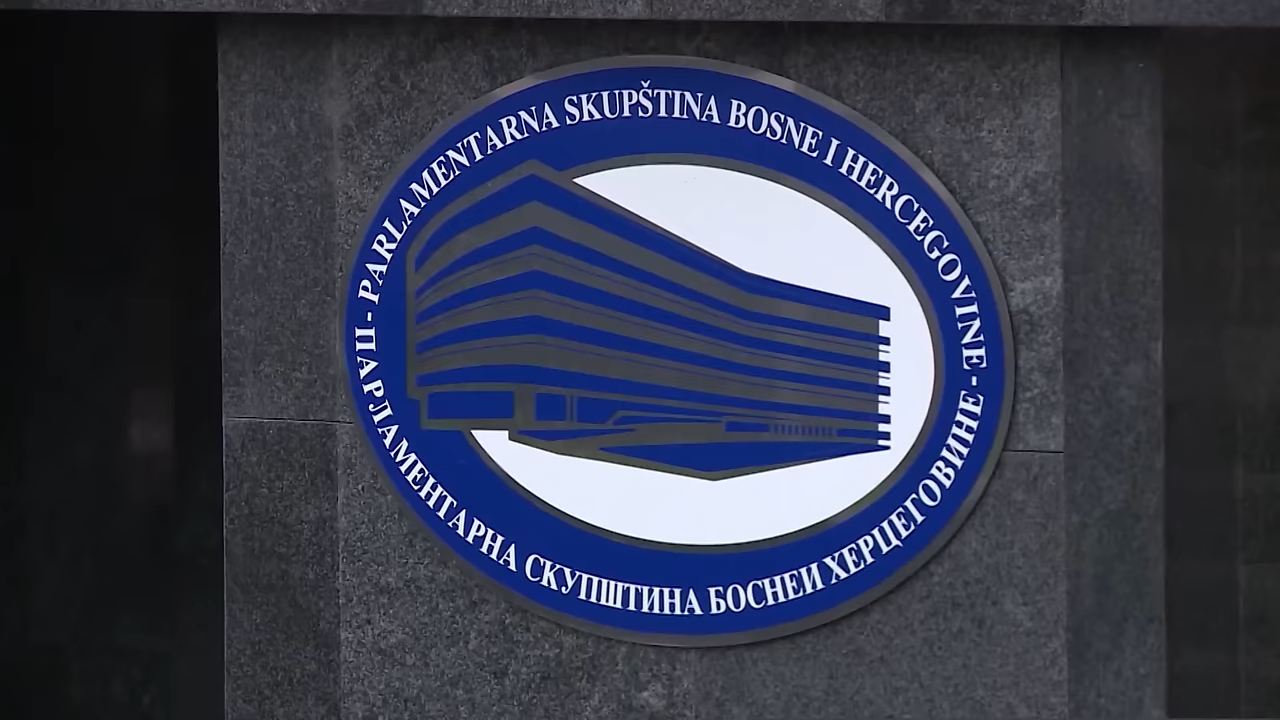 PARLAMENTARNA SKUPŠTINA BOSNE I HERCEGOVINE -
ПАРЛАМЕНТАРНА СКУПШТИНА БОСНЕИ ХЕРЦЕГОВИНЕ -